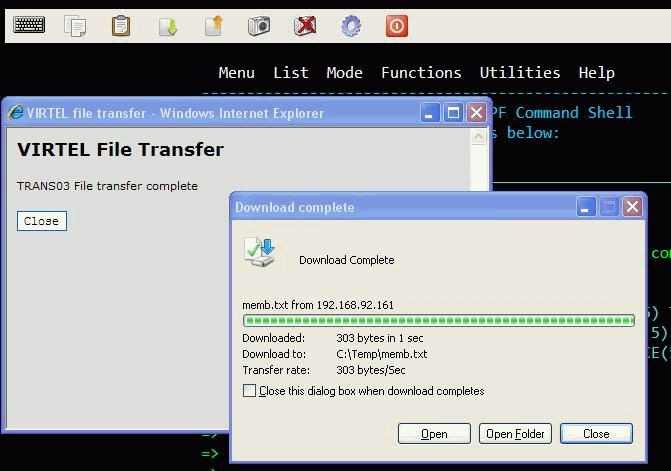 Menu List Mode Functions Utilities Help
PF Command Shell
s below:
VIRTEL file transfer - Windows Internet Explorer
VIRTEL File Transfer
TRANS03 File transfer complete
Close
Download complete
Download Complete
memb.txt from 192.168.92.161
Downloaded: 303 bytes in 1 sec
Download to: C:\Temp\memb.txt
Transfer rate: 303 bytes/Sec
Close this dialog box when download completes
Open Open Folder Close
com
5)
CE(
=>
=>